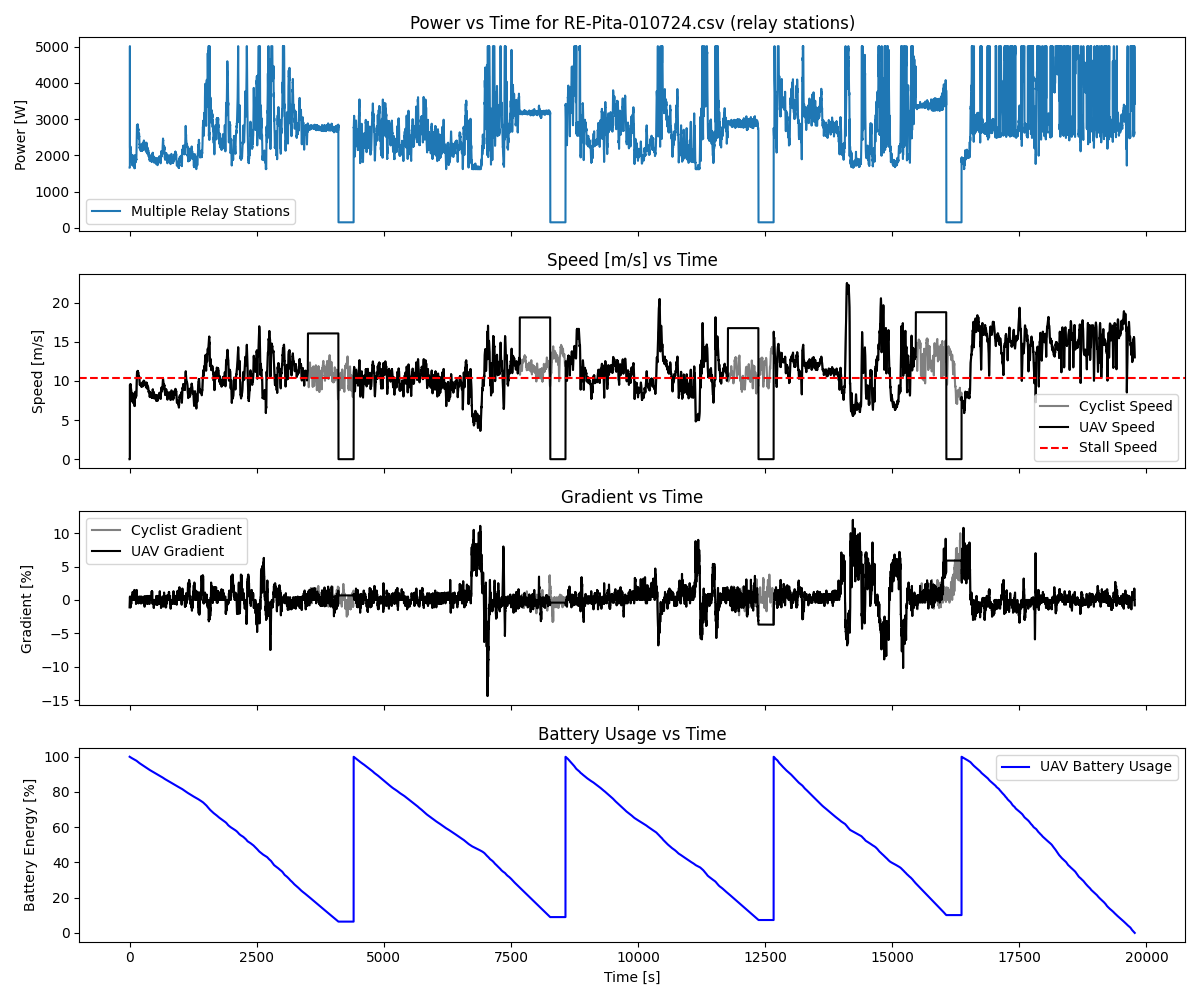 Power vs Time for RE-Pita-010724.csv (relay stations)
5000
4000
3000
2000
1000
0
Power [W]
Multiple Relay Stations
Speed [m/s] vs Time
20
15
10
5
0
Speed [m/s]
Cyclist Speed
UAV Speed
Stall Speed
Gradient vs Time
10
5
0
−5
−10
−15
Gradient [%]
Cyclist Gradient
UAV Gradient
Battery Usage vs Time
100
80
60
40
20
0
Battery Energy [%]
UAV Battery Usage
0 2500 5000 7500 10000 12500 15000 17500 20000
Time [s]